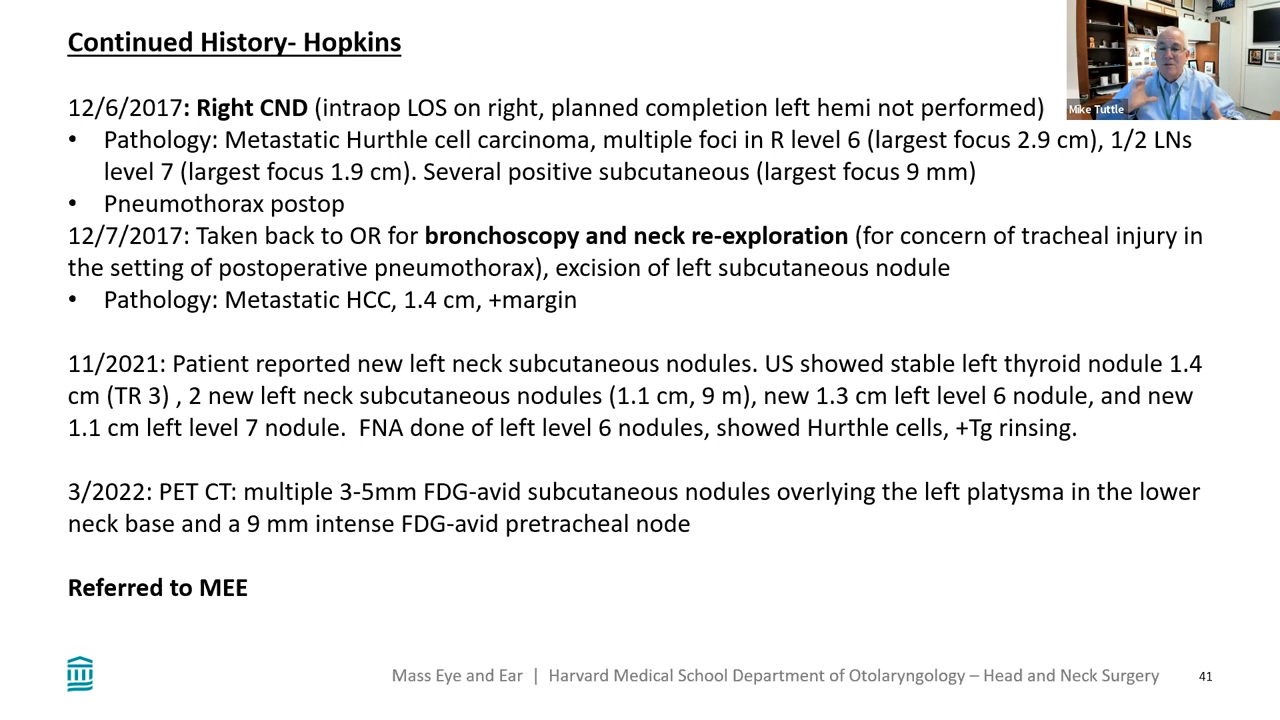 Continued History- Hopkins
Mike Tuttle
12/6/2017: Right CND (intraop LOS on right, planned completion left hemi not performed)
• Pathology: Metastatic Hurthle cell carcinoma, multiple foci in R level 6 (largest focus 2.9 cm), 1/2 LNs
level 7 (largest focus 1.9 cm). Several positive subcutaneous (largest focus 9 mm)
• Pneumothorax postop
12/7/2017: Taken back to OR for bronchoscopy and neck re-exploration (for concern of tracheal injury in
the setting of postoperative pneumothorax), excision of left subcutaneous nodule
• Pathology: Metastatic HCC, 1.4 cm, +margin
11/2021: Patient reported new left neck subcutaneous nodules. US showed stable left thyroid nodule 1.4
cm (TR 3) , 2 new left neck subcutaneous nodules (1.1 cm, 9 m), new 1.3 cm left level 6 nodule, and new
1.1 cm left level 7 nodule.  FNA done of left level 6 nodules, showed Hurthle cells, +Tg rinsing.
3/2022: PET CT: multiple 3-5mm FDG-avid subcutaneous nodules overlying the left platysma in the lower
neck base and a 9 mm intense FDG-avid pretracheal node
Referred to MEE
Mass Eye and Ear | Harvard Medical School Department of Otolaryngology – Head and Neck Surgery 41